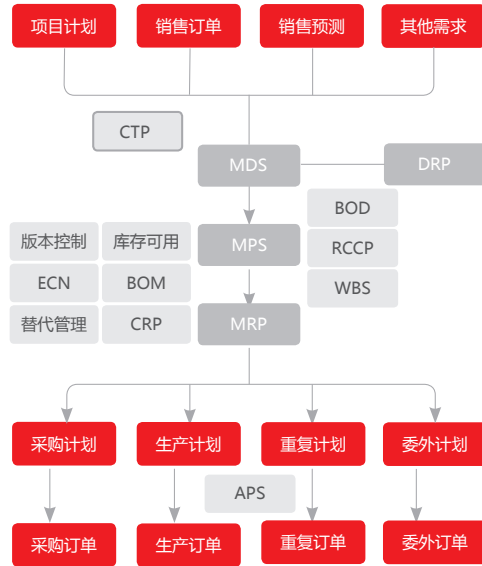 项目计划 销售订单 销售预测 其他需求
CTP
MDS DRP
BOD
版本控制 库存可用 MPS RCCP
ECN BOM WBS
替代管理 CRP MRP
采购计划 生产计划 重复计划 委外计划
APS
采购订单 生产订单 重复订单 委外订单